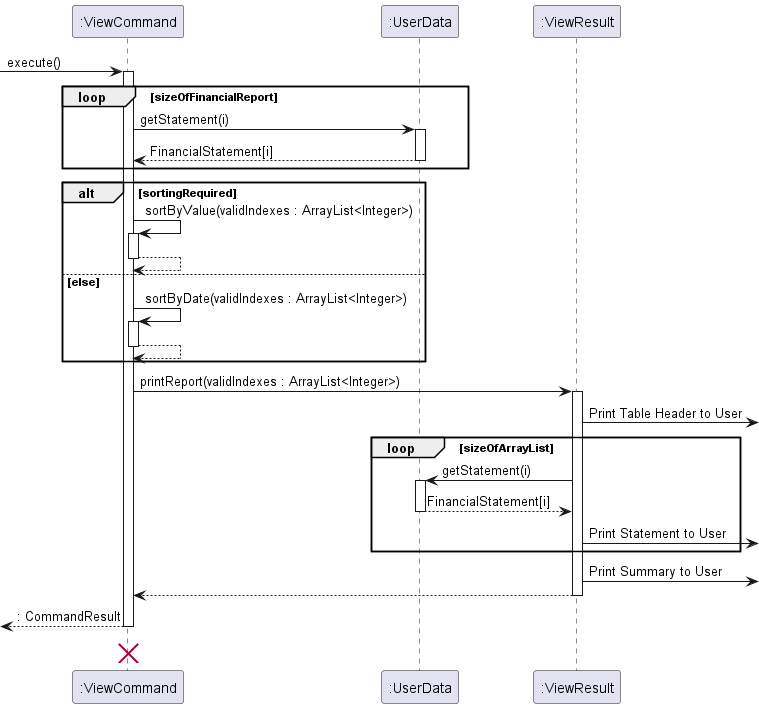 :ViewCommand
:UserData
:ViewResult
execute()
loop
[sizeOfFinancialReport]
getStatement(i)
FinancialStatement[i]
alt
[sortingRequired]
sortByValue(validIndexes : ArrayList<Integer>)
[else]
sortByDate(validIndexes : ArrayList<Integer>)
printReport(validIndexes : ArrayList<Integer>)
Print Table Header to User
loop
[sizeOfArrayList]
getStatement(i)
FinancialStatement[i]
Print Statement to User
Print Summary to User
: CommandResult
:ViewCommand
:UserData
:ViewResult